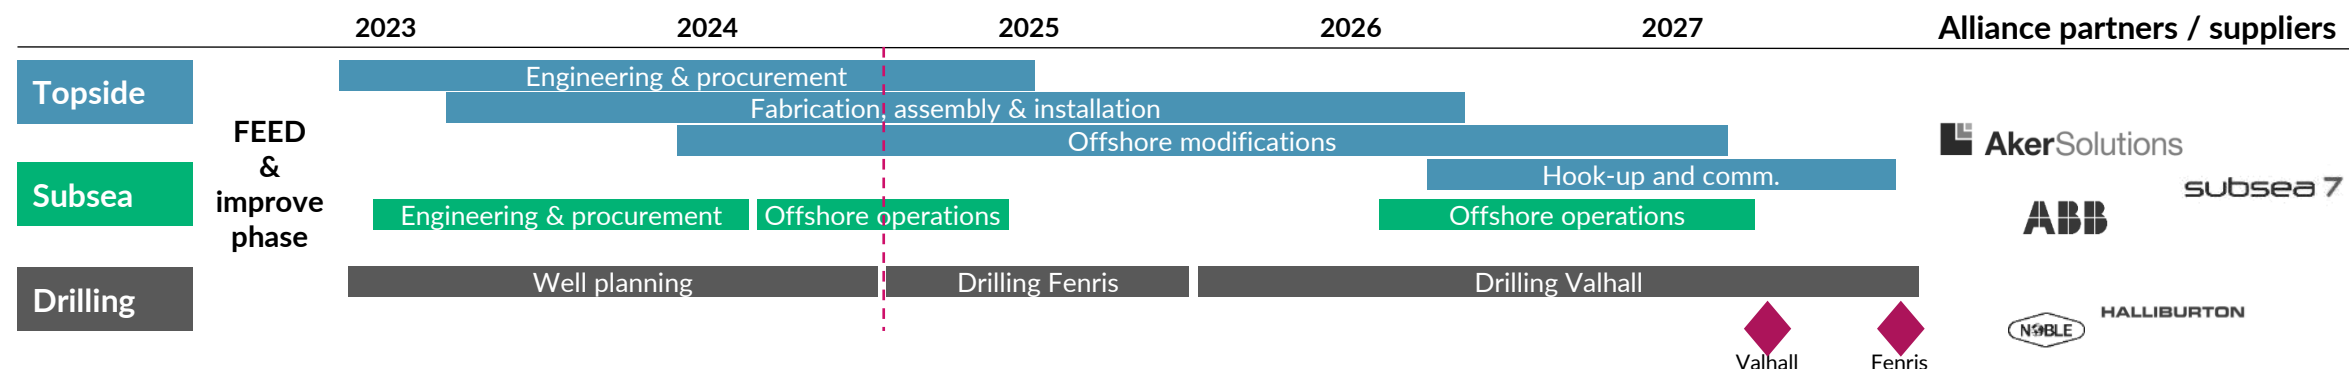 2023 2024 2025 2026 2027 Alliance partners / suppliers
Topside
Engineering & procurement
Fabrication, assembly & installation
Offshore modifications
Hook-up and comm.
FEED
&
improve
phase
Subsea
Engineering & procurement Offshore operations Offshore operations
Drilling
Well planning Drilling Fenris Drilling Valhall
Valhall Fenris
AkerSolutions
subsea 7
ABB
HALLIBURTON
NOBLE